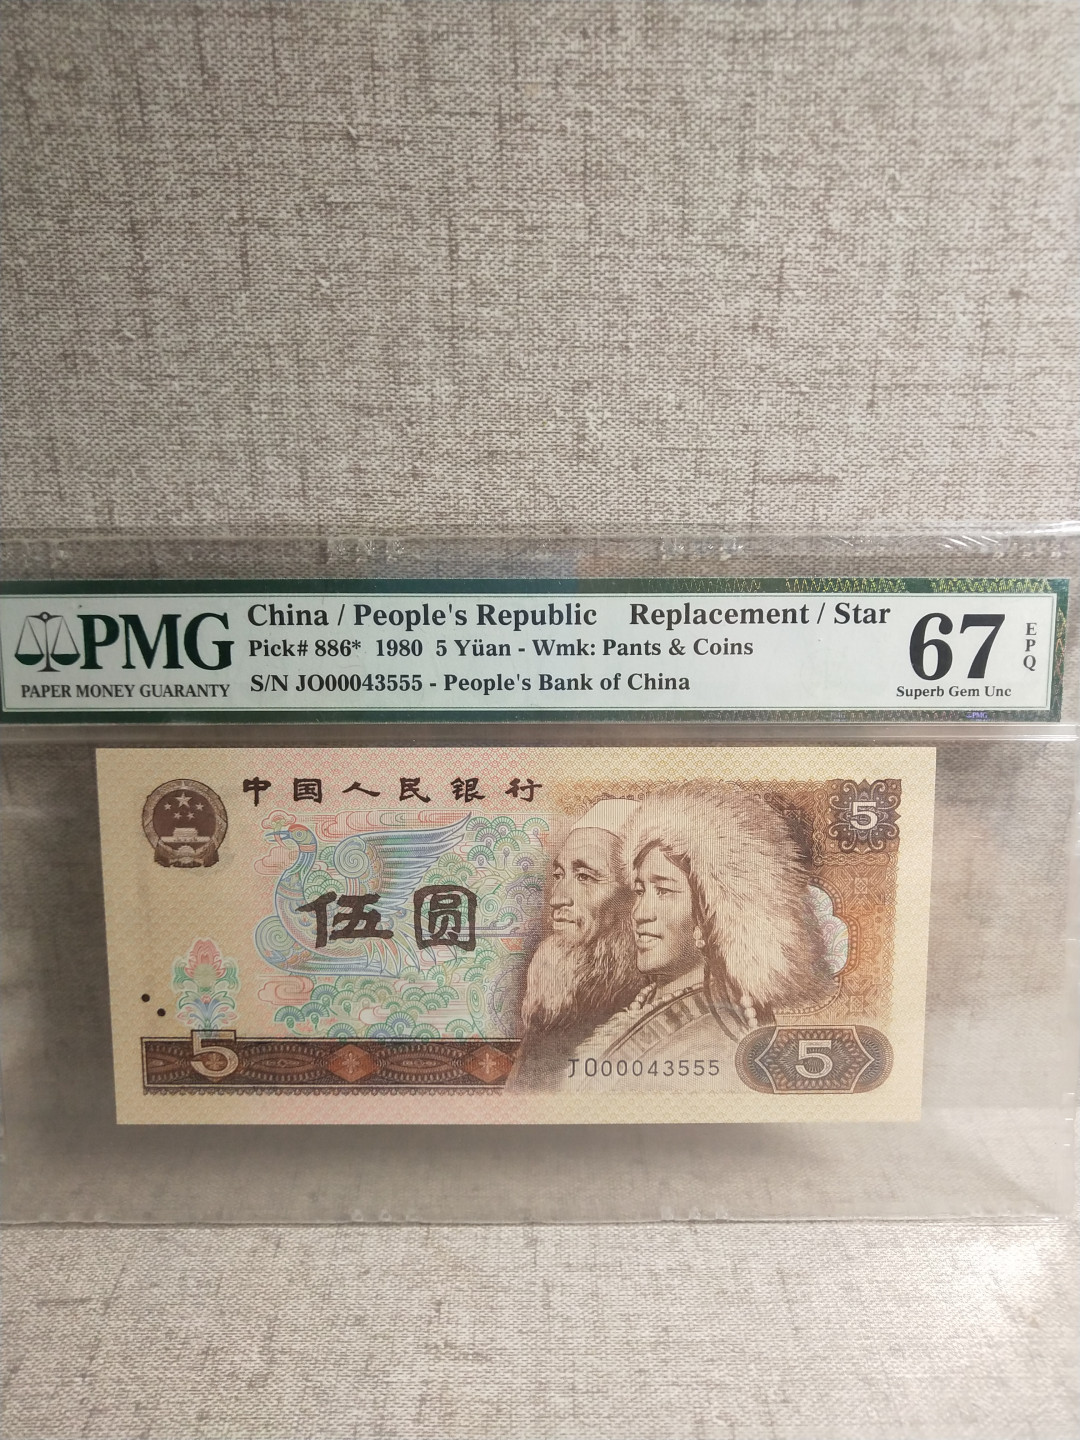 PMG
PAPER MONEY GUARANTY
China / People's Republic Replacement / Star
Pick# 886* 1980 5 Yüan - Wmk: Pants & Coins
S/N JO00043555 - People's Bank of China
67
EPQ
Superb Gem Unc
PMG
中国人民银行
5
伍圆
5
JO00043555
5